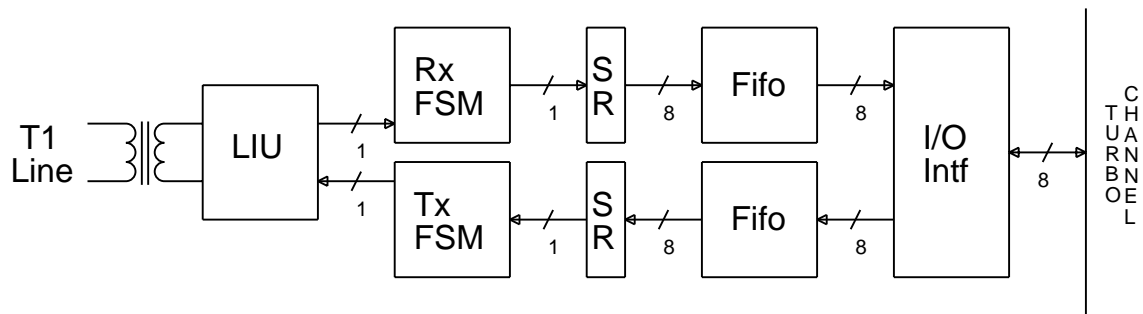 T1
Line
LIU
1
1
Rx
FSM
1
S
R
8
Fifo
8
Tx
FSM
1
S
R
8
Fifo
8
I/O
Intf
8
TURBO
CHANNEL